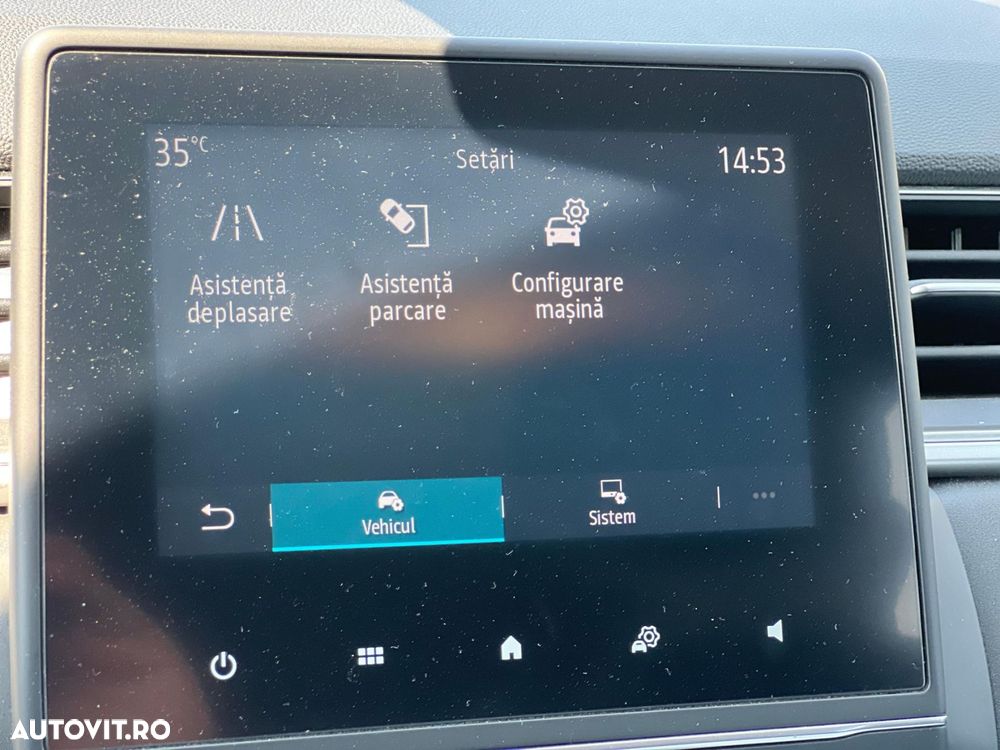 35°C
Setări
14:53
Asistență
deplasare
Asistență
parcare
Configurare
mașină
Vehicul
Sistem
AUTOVIT.RO